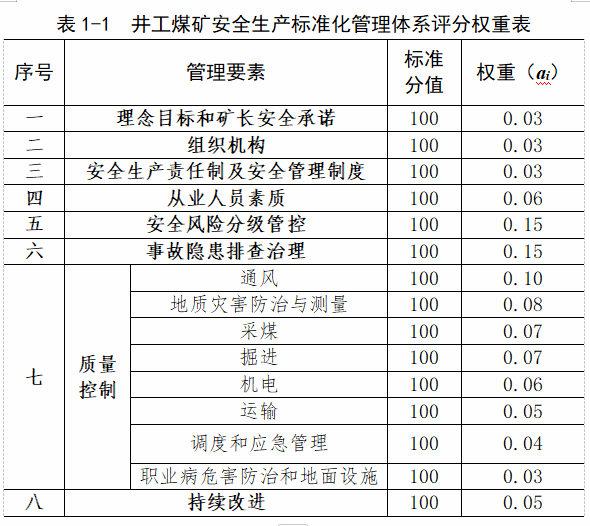 表 1-1 井工煤矿安全生产标准化管理体系评分权重表
序号 管理要素 标准分值 权重（ai）
一 理念目标和矿长安全承诺 100 0.03
二 组织机构 100 0.03
三 安全生产责任制及安全管理制度 100 0.03
四 从业人员素质 100 0.06
五 安全风险分级管控 100 0.15
六 事故隐患排查治理 100 0.15
七 质量控制 通风 100 0.10
地质灾害防治与测量 100 0.08
采煤 100 0.07
掘进 100 0.07
机电 100 0.06
运输 100 0.05
调度和应急管理 100 0.04
职业病危害防治和地面设施 100 0.03
八 持续改进 100 0.05